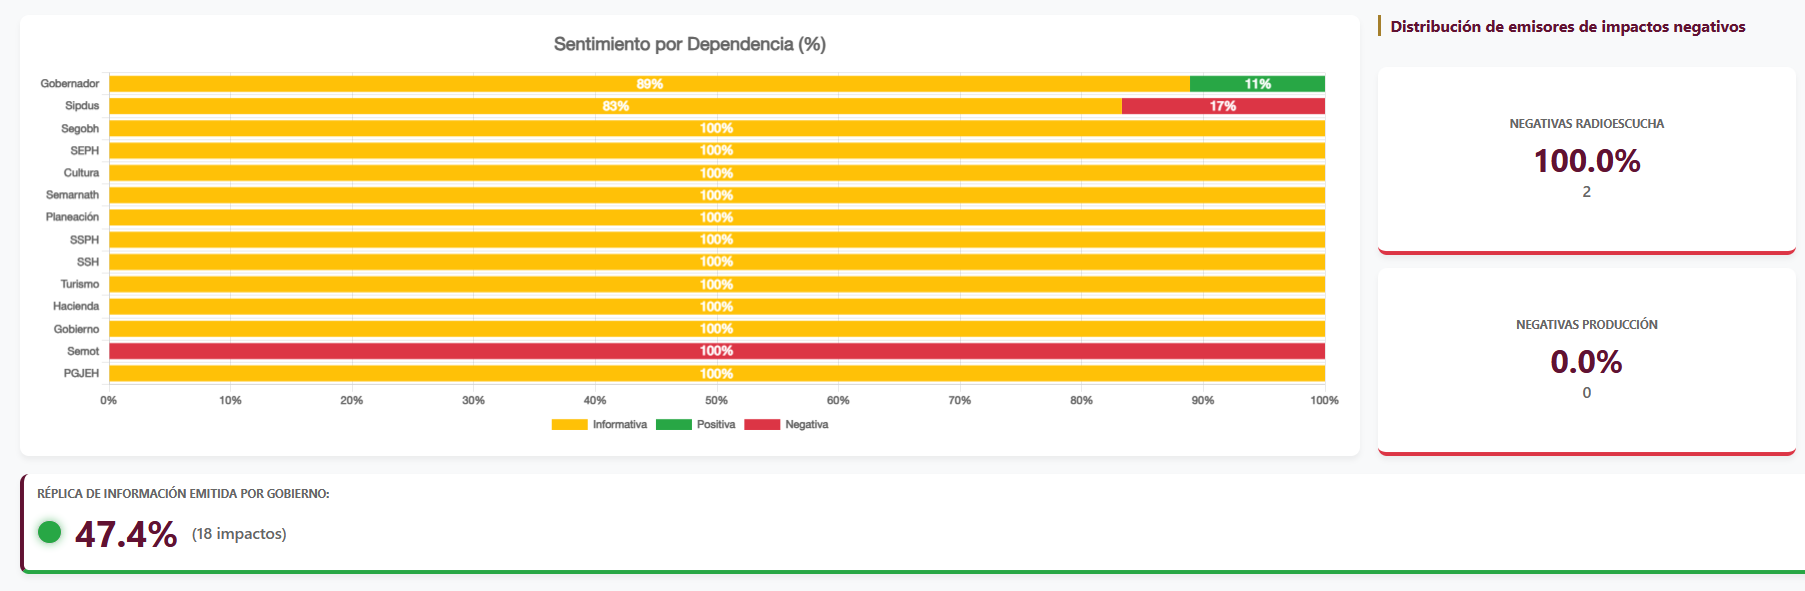 Sentimiento por Dependencia (%)
Gobernador 89% 11%
Sipdus 83% 17%
Segobh 100%
SEPH 100%
Cultura 100%
Semarnath 100%
Planeación 100%
SSPH 100%
SSH 100%
Turismo 100%
Hacienda 100%
Gobierno 100%
Semot 100%
PGJEH 100%
0% 10% 20% 30% 40% 50% 60% 70% 80% 90% 100%
Informativa Positiva Negativa
Distribución de emisores de impactos negativos
NEGATIVAS RADIOESCUCHA
100.0%
2
NEGATIVAS PRODUCCIÓN
0.0%
0
RÉPLICA DE INFORMACIÓN EMITIDA POR GOBIERNO:
47.4% (18 impactos)